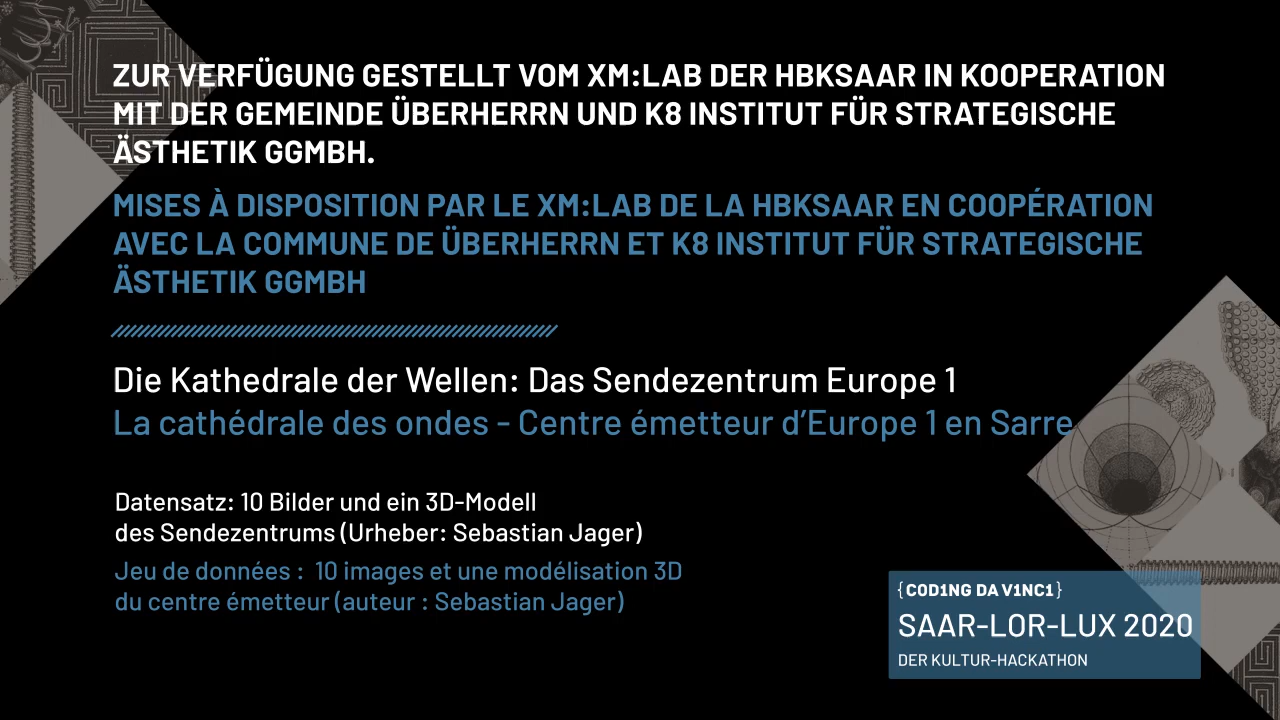 ZUR VERFÜGUNG GESTELLT VOM XM:LAB DER HBKSAAR IN KOOPERATION
MIT DER GEMEINDE ÜBERHERRN UND K8 INSTITUT FÜR STRATEGISCHE
ÄSTHETIK GGMBH.
MISES À DISPOSITION PAR LE XM:LAB DE LA HBKSAAR EN COOPÉRATION
AVEC LA COMMUNE DE ÜBERHERRN ET K8 INSTITUT FÜR STRATEGISCHE
ÄSTHETIK GGMBH
Die Kathedrale der Wellen: Das Sendezentrum Europe 1
La cathédrale des ondes - Centre émetteur d’Europe 1 en Sarre
Datensatz: 10 Bilder und ein 3D-Modell
des Sendezentrums (Urheber: Sebastian Jager)
Jeu de données : 10 images et une modélisation 3D
du centre émetteur (auteur : Sebastian Jager)
{COD1NG DA V1NC1}
SAAR-LOR-LUX 2020
DER KULTUR-HACKATHON